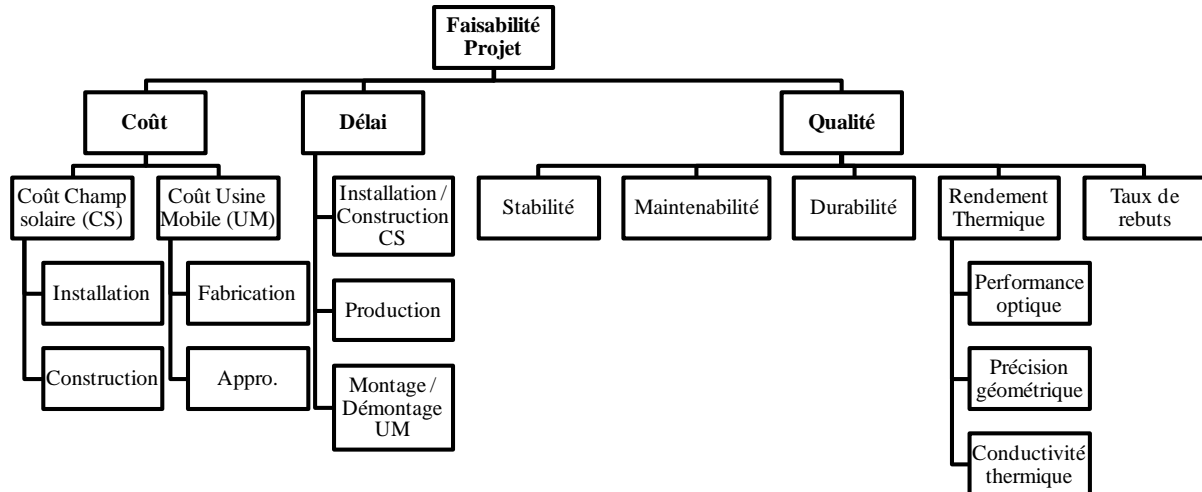 Faisabilité
Projet
Coût
Délai
Qualité
Coût Champ
solaire (CS)
Coût Usine
Mobile (UM)
Installation /
Construction
CS
Stabilité
Maintenabilité
Durabilité
Rendement
Thermique
Taux de
rebuts
Installation
Fabrication
Production
Performance
optique
Construction
Appro.
Montage /
Démontage
UM
Précision
géométrique
Conductivité
thermique